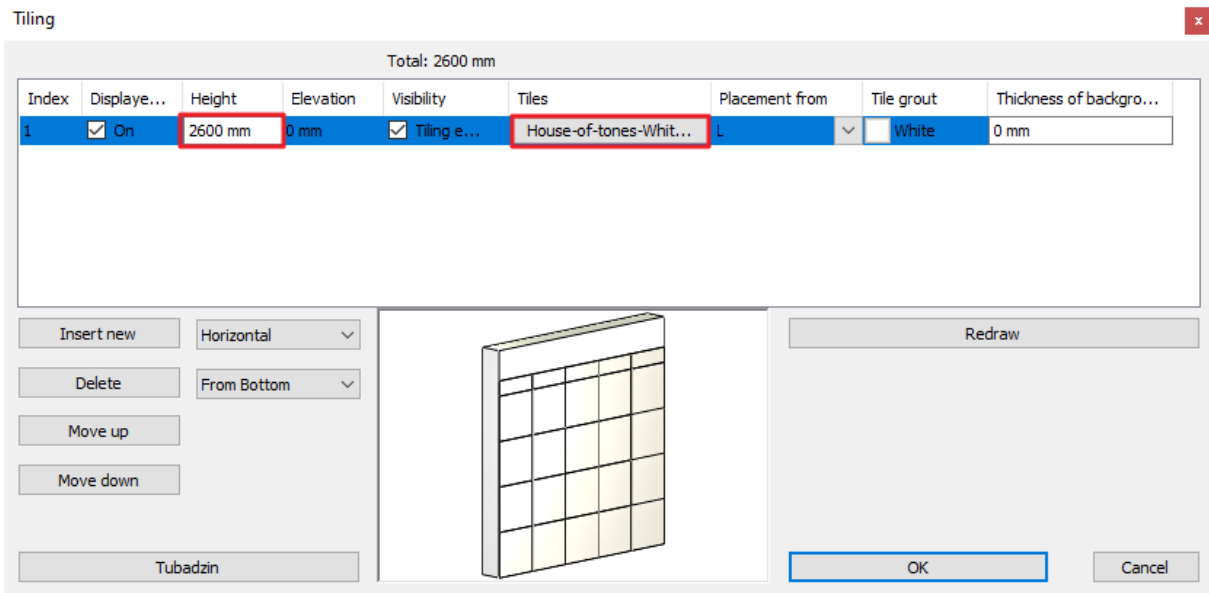 Tiling
x
Total: 2600 mm
Index Displaye... Height Elevation Visibility Tiles Placement from Tile grout Thickness of backgro...
1 On 2600 mm 0 mm Tiling e... House-of-tones-Whit... L White 0 mm
Insert new Horizontal Redraw
Delete From Bottom
Move up
Move down
Tubadzin OK Cancel